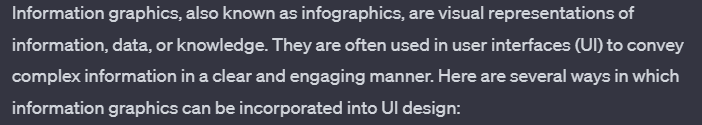 Information graphics, also known as infographics, are visual representations of
information, data, or knowledge. They are often used in user interfaces (UI) to convey
complex information in a clear and engaging manner. Here are several ways in which
information graphics can be incorporated into UI design: